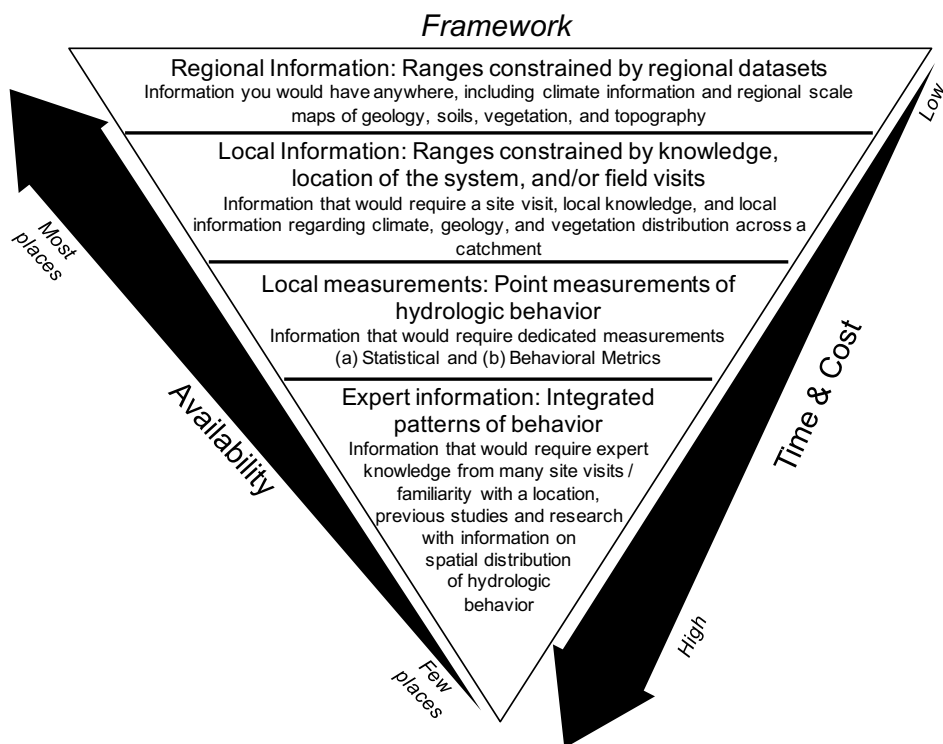 Framework
Regional Information: Ranges constrained by regional datasets
Information you would have anywhere, including climate information and regional scale
maps of geology, soils, vegetation, and topography
Local Information: Ranges constrained by knowledge,
location of the system, and/or field visits
Information that would require a site visit, local knowledge, and local
information regarding climate, geology, and vegetation distribution across a
catchment
Local measurements: Point measurements of
hydrologic behavior
Information that would require dedicated measurements
(a) Statistical and (b) Behavioral Metrics
Expert information: Integrated
patterns of behavior
Information that would require expert
knowledge from many site visits /
familiarity with a location,
previous studies and research
with information on
spatial distribution
of hydrologic
behavior
Most
places
Availability
Few
places
Low
Time & Cost
High